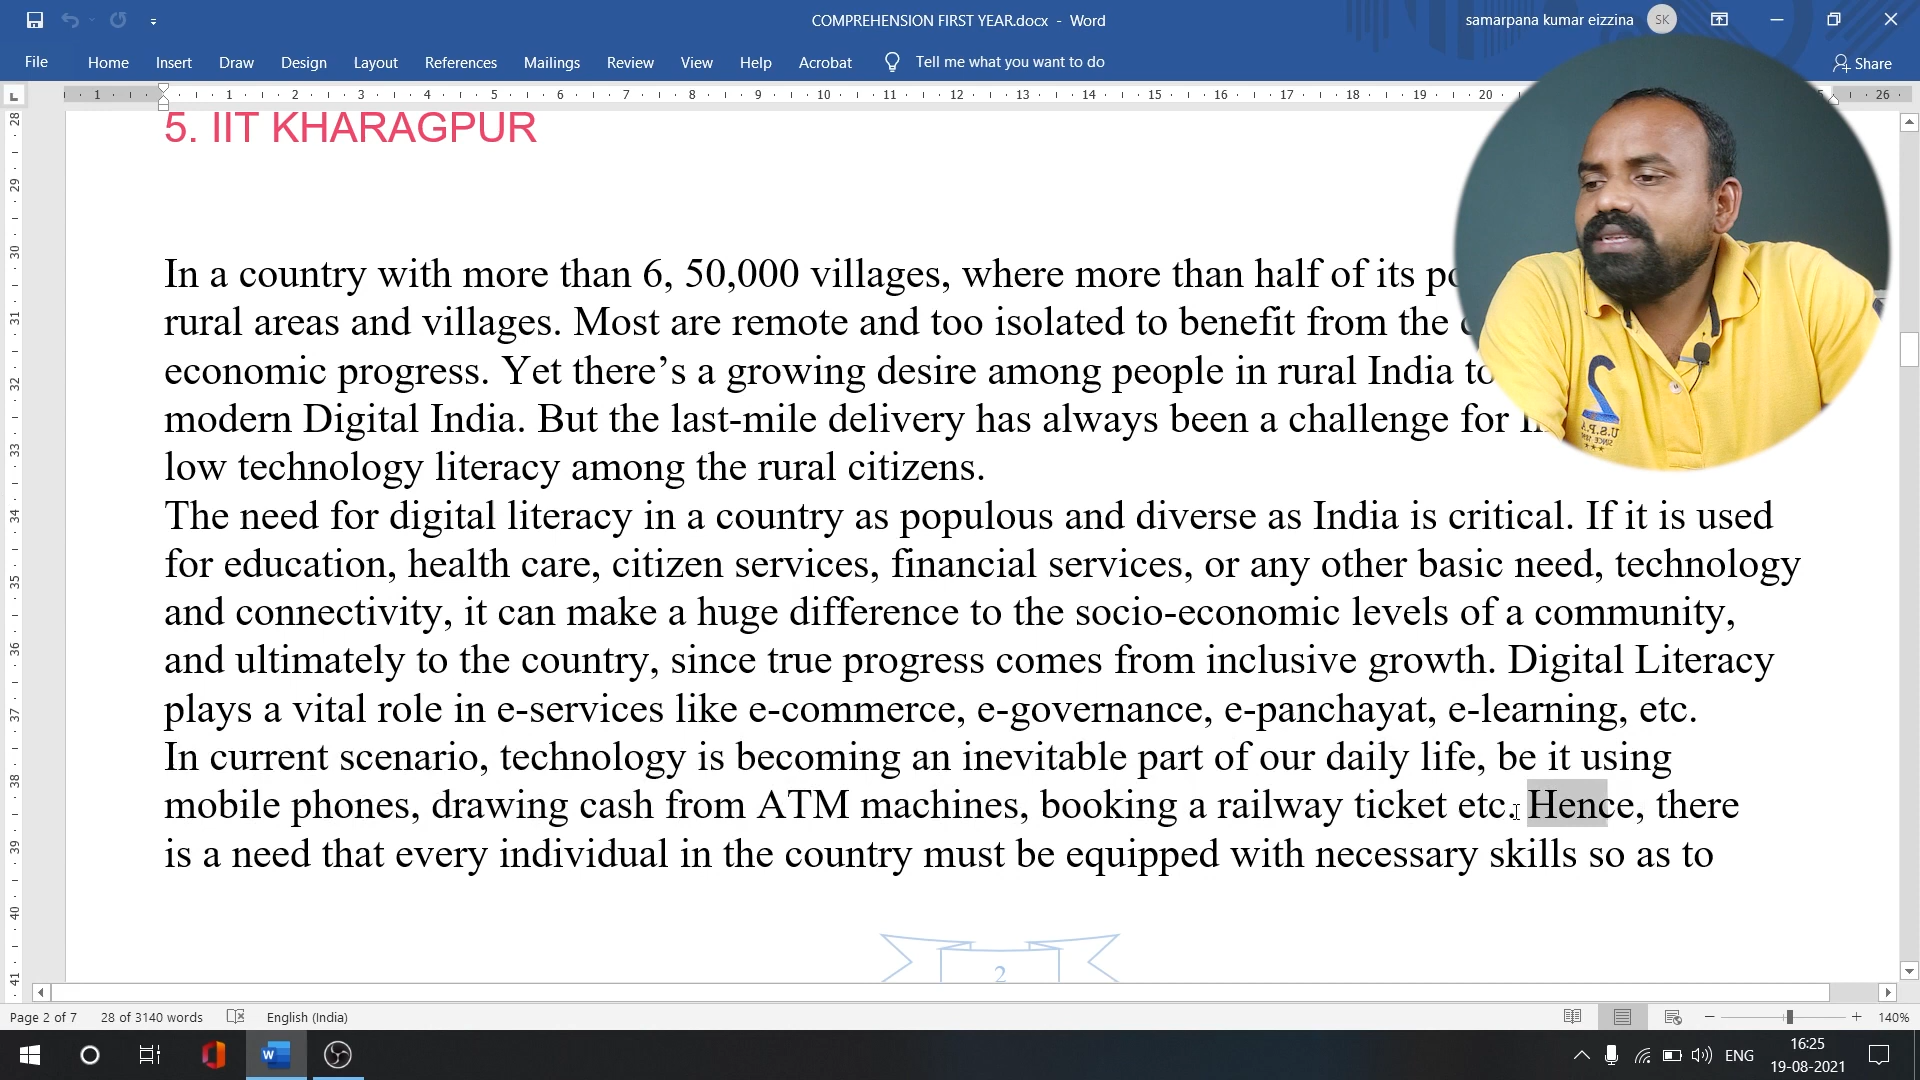 COMPREHENSION FIRST YEAR.docx - Word
samarpana kumar eizzina SK
File Home Insert Draw Design Layout References Mailings Review View Help Acrobat Tell me what you want to do Share
5. IIT KHARAGPUR
In a country with more than 6, 50,000 villages, where more than half of its
rural areas and villages. Most are remote and too isolated to benefit from the
economic progress. Yet there’s a growing desire among people in rural India to
modern Digital India. But the last-mile delivery has always been a challenge for
low technology literacy among the rural citizens.
The need for digital literacy in a country as populous and diverse as India is critical. If it is used
for education, health care, citizen services, financial services, or any other basic need, technology
and connectivity, it can make a huge difference to the socio-economic levels of a community,
and ultimately to the country, since true progress comes from inclusive growth. Digital Literacy
plays a vital role in e-services like e-commerce, e-governance, e-panchayat, e-learning, etc.
In current scenario, technology is becoming an inevitable part of our daily life, be it using
mobile phones, drawing cash from ATM machines, booking a railway ticket etc. Hence, there
is a need that every individual in the country must be equipped with necessary skills so as to
2
Page 2 of 7 28 of 3140 words English (India) 140%
ENG
16:25
19-08-2021